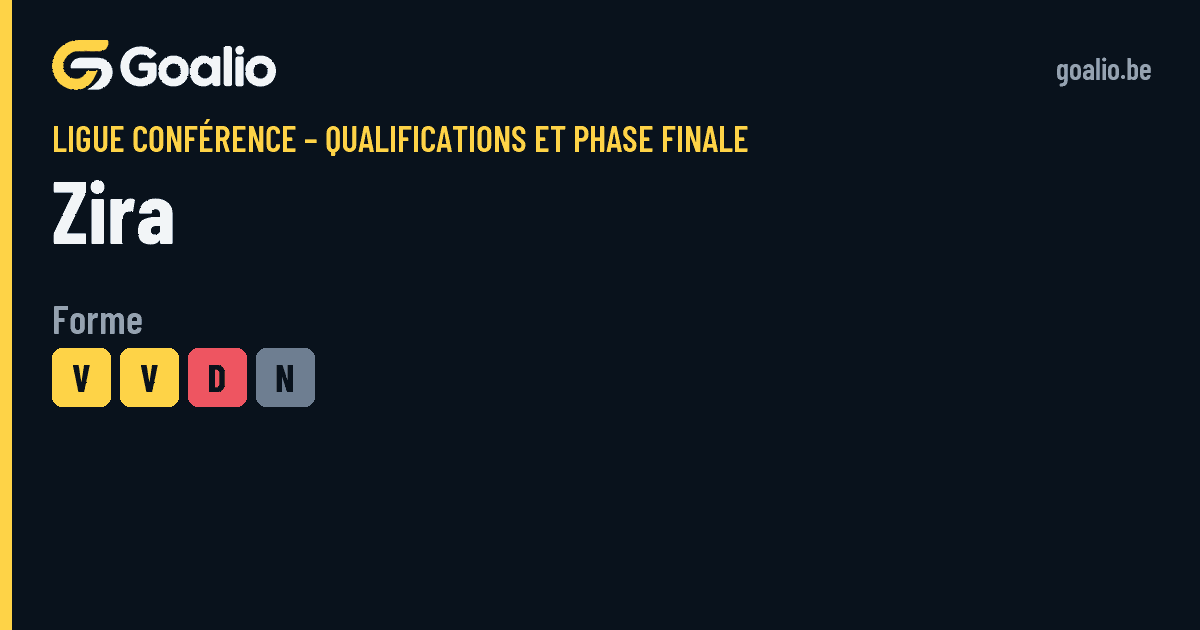 Goalio
goalio.be
LIGUE CONFÉRENCE – QUALIFICATIONS ET PHASE FINALE
Zira
Forme
V V D N